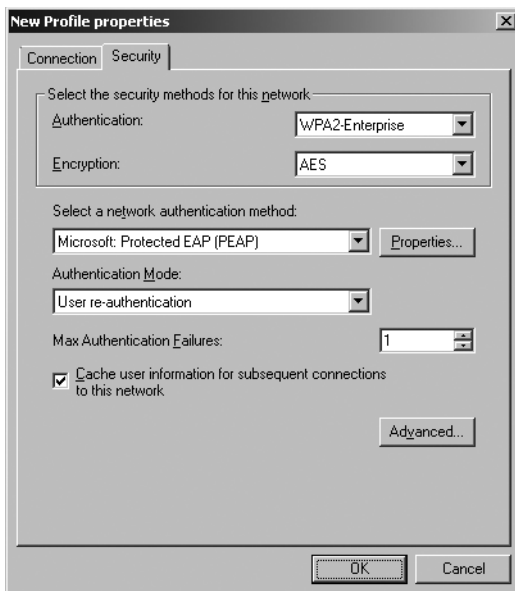 New Profile properties
Connection Security
Select the security methods for this network
Authentication: WPA2-Enterprise
Encryption: AES
Select a network authentication method:
Microsoft: Protected EAP (PEAP) Properties...
Authentication Mode:
User re-authentication
Max Authentication Failures: 1
Cache user information for subsequent connections
to this network
Advanced...
OK Cancel